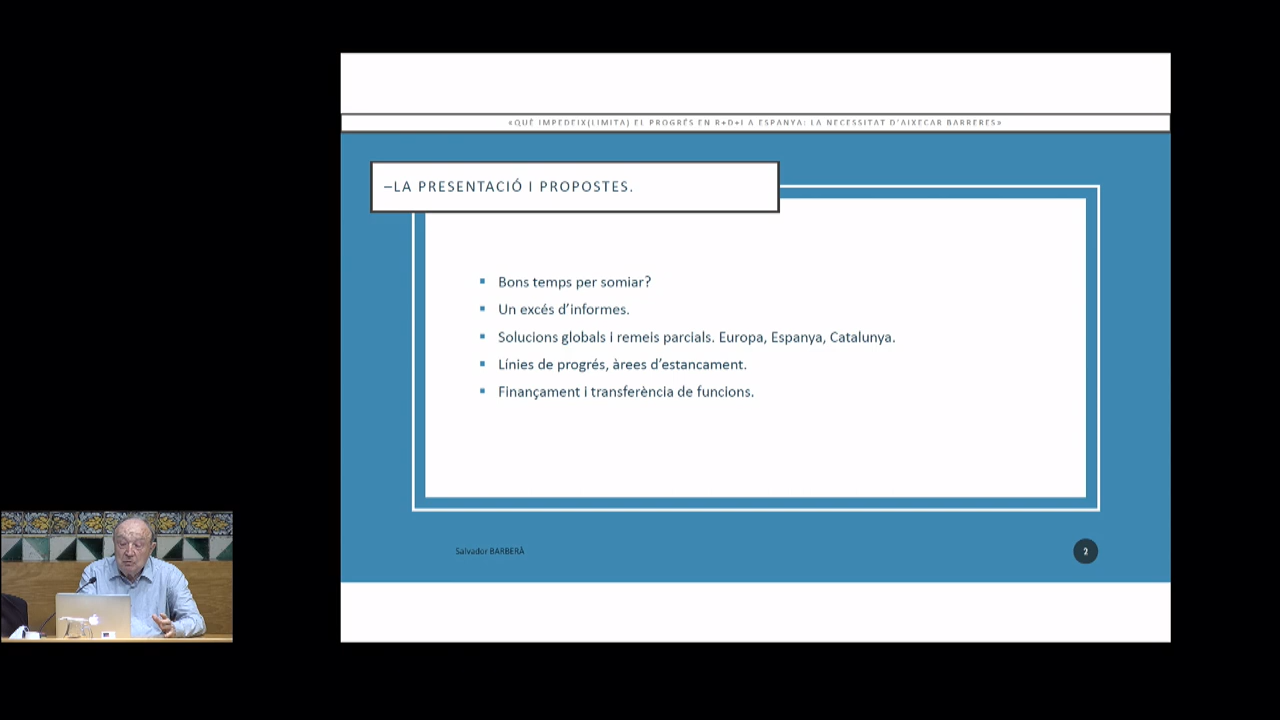 «QUÈ IMPEDEIX(LIMITA) EL PROGRÉS EN R+D+I A ESPANYA: LA NECESSITAT D'AIXECAR BARRERES»
–LA PRESENTACIÓ I PROPOSTES.
▪ Bons temps per somiar?
▪ Un excés d'informes.
▪ Solucions globals i remeis parcials. Europa, Espanya, Catalunya.
▪ Línies de progrés, àrees d'estancament.
▪ Finançament i transferència de funcions.
Salvador BARBERÀ
2